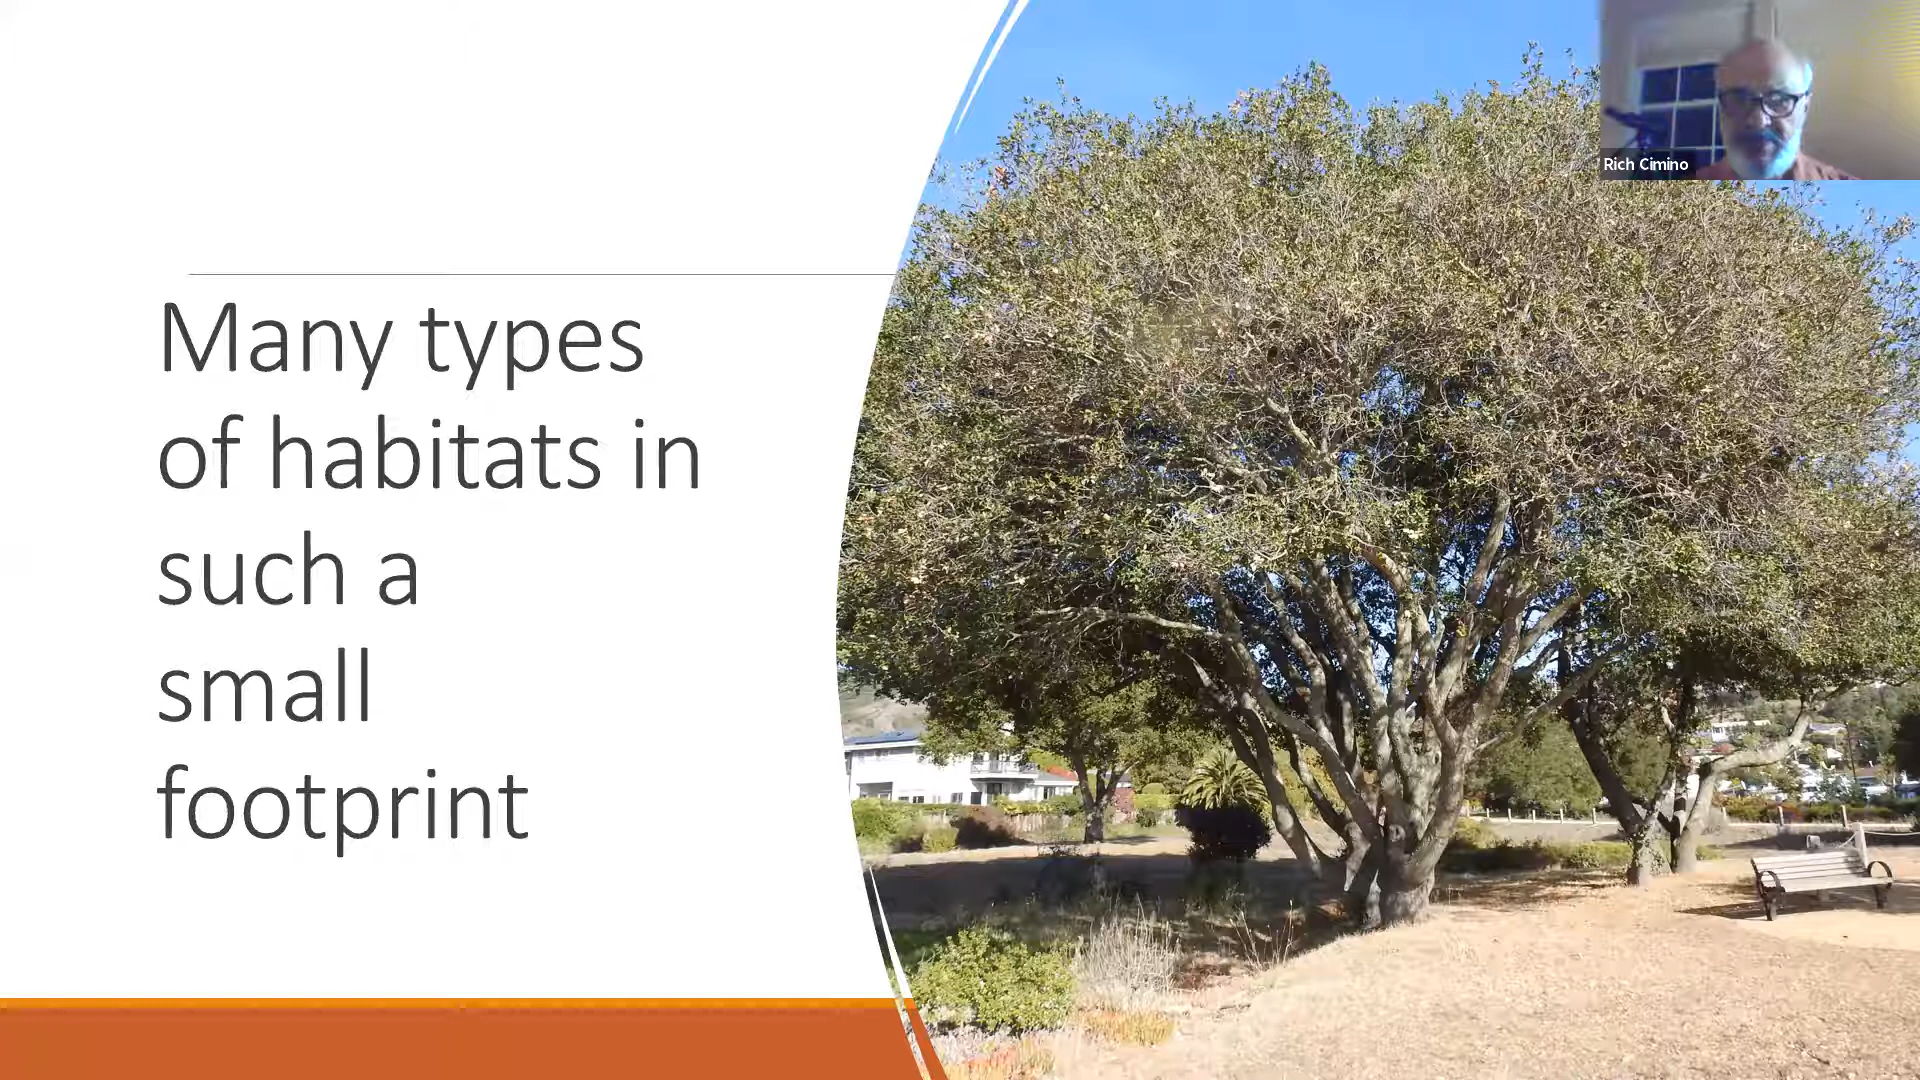 Many types
of habitats in
such a
small
footprint
Rich Cimino